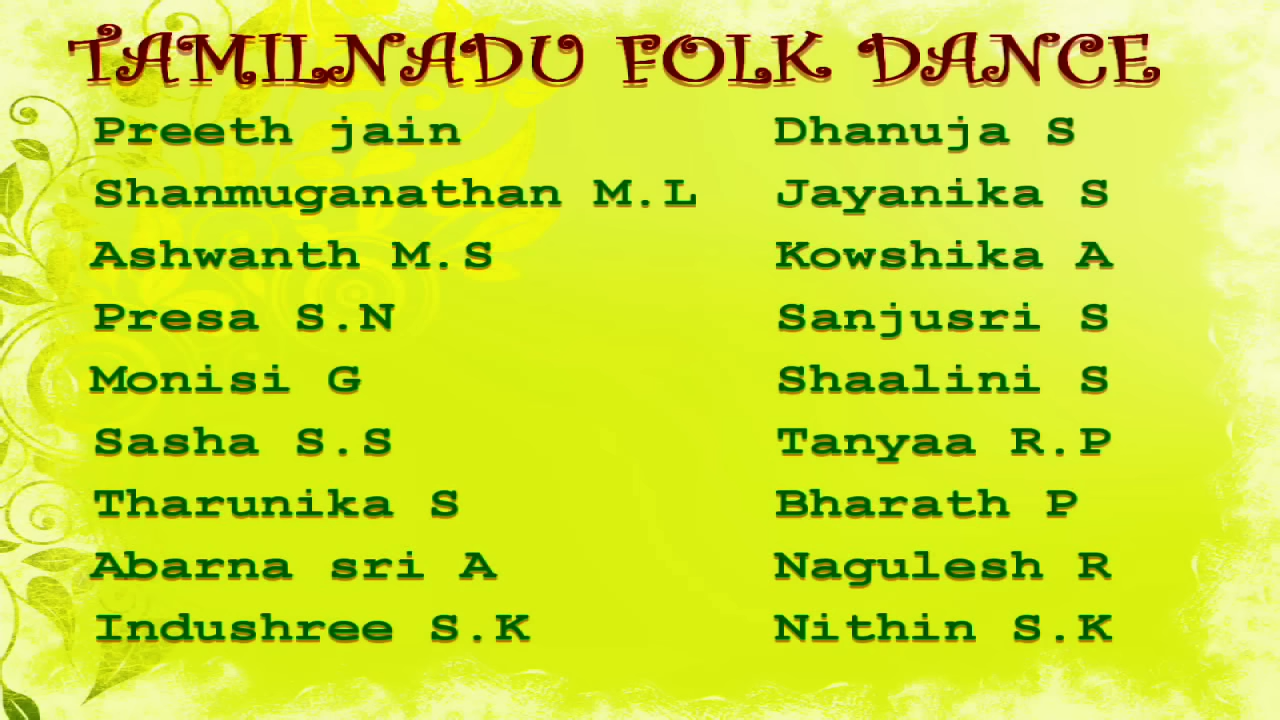 TAMILNADU FOLK DANCE
Preeth jain
Shanmuganathan M.L
Ashwanth M.S
Presa S.N
Monisi G
Sasha S.S
Tharunika S
Abarna sri A
Indushree S.K
Dhanuja S
Jayanika S
Kowshika A
Sanjusri S
Shaalini S
Tanyaa R.P
Bharath P
Nagulesh R
Nithin S.K